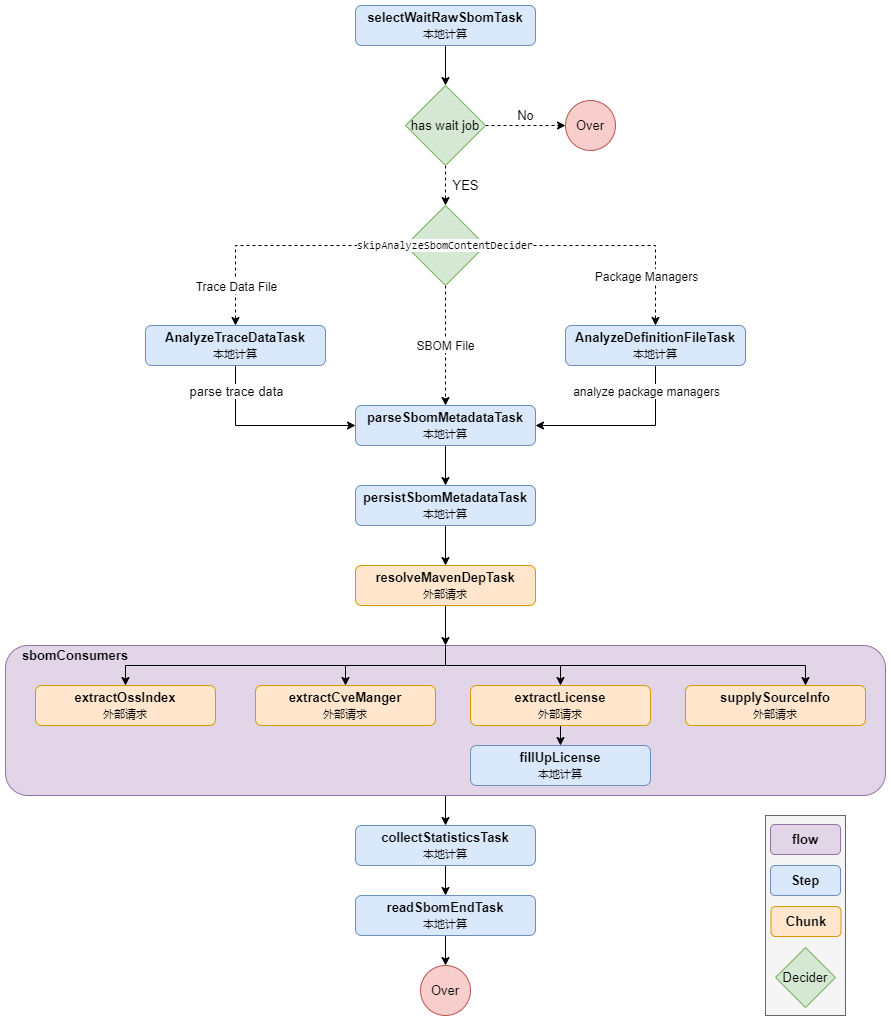 selectWaitRawSbomTask
本地计算
has wait job
No
Over
YES
skipAnalyzeSbomContentDecider
Trace Data File
Package Managers
SBOM File
AnalyzeTraceDataTask
本地计算
AnalyzeDefinitionFileTask
本地计算
parse trace data
analyze package managers
parseSbomMetadataTask
本地计算
persistSbomMetadataTask
本地计算
resolveMavenDepTask
外部请求
sbomConsumers
extractOssIndex
外部请求
extractCveManger
外部请求
extractLicense
外部请求
supplySourceInfo
外部请求
fillUpLicense
本地计算
collectStatisticsTask
本地计算
readSbomEndTask
本地计算
Over
flow
Step
Chunk
Decider